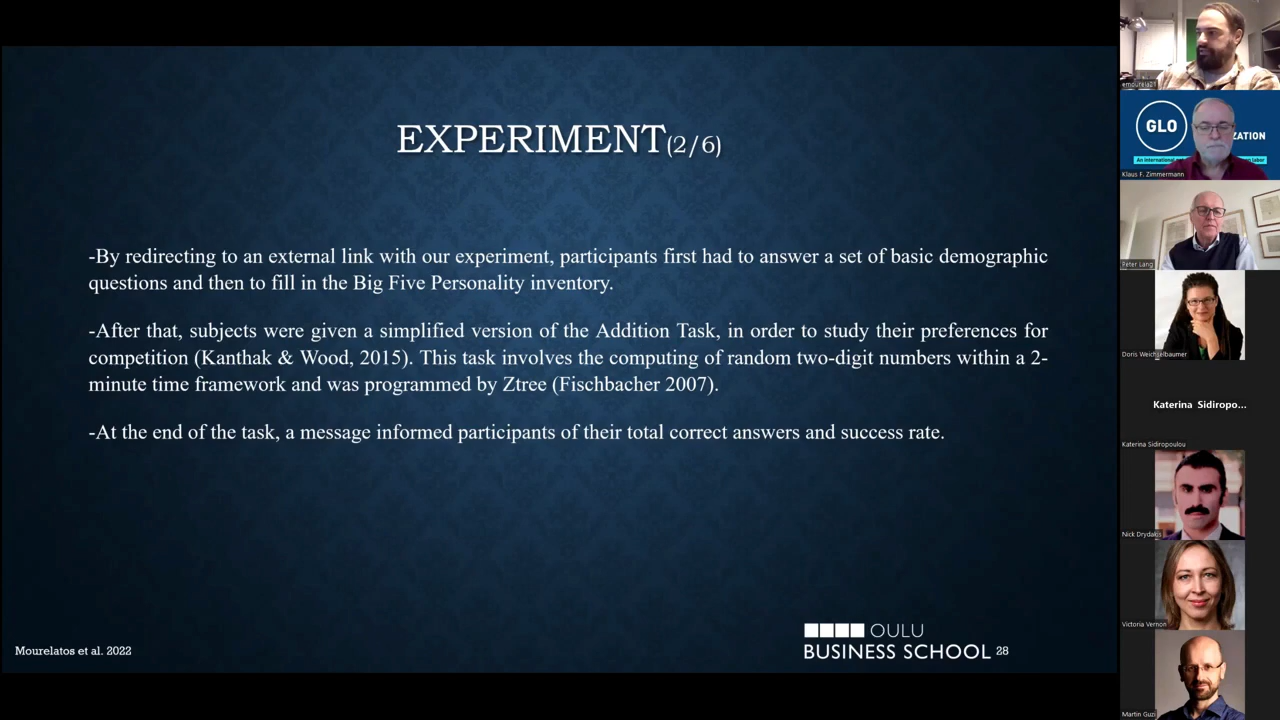 EXPERIMENT(2/6)
-By redirecting to an external link with our experiment, participants first had to answer a set of basic demographic
questions and then to fill in the Big Five Personality inventory.
-After that, subjects were given a simplified version of the Addition Task, in order to study their preferences for
competition (Kanthak & Wood, 2015). This task involves the computing of random two-digit numbers within a 2-
minute time framework and was programmed by Ztree (Fischbacher 2007).
-At the end of the task, a message informed participants of their total correct answers and success rate.
Mourelatos et al. 2022
OULU
BUSINESS SCHOOL 28
emourela21
GLO
ZATION
An international
labor
Klaus F. Zimmermann
Peter Lang
Doris Weichselbaumer
Katerina Sidiropo...
Katerina Sidiropoulou
Nick Drydakis
Victoria Vernon
Martin Guzi